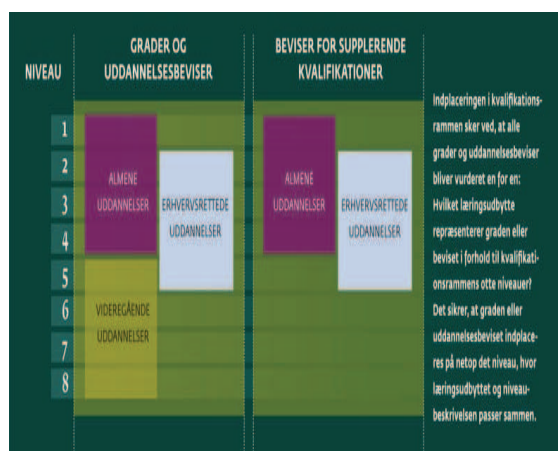 NIVEAU
GRADER OG
UDDANNELSESBEVISER
BEVISER FOR SUPPLERENDE
KVALIFIKATIONER
1
2
3
4
5
6
7
8
ALMENE
UDDANNELSER
ERHVERVSRETTEDE
UDDANNELSER
VIDEREGÅENDE
UDDANNELSER
ALMENE
UDDANNELSER
ERHVERVSRETTEDE
UDDANNELSER
Indplaceringen i kvalifikations-
rammen sker ved, at alle
grader og uddannelsesbeviser
bliver vurderet en for en:
Hvilket læringsudbytte
repræsenterer graden eller
beviset i forhold til kvalifikati-
onsrammens otte niveauer?
Det sikrer, at graden eller
uddannelsesbeviset indplace-
res på netop det niveau, hvor
læringsudbyttet og niveau-
beskrivelsen passer sammen.